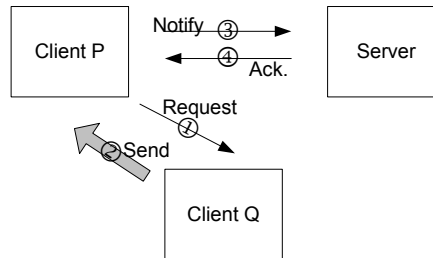 Notify ③
Client P
④
Server
Ack.
Request
①
② Send
Client Q